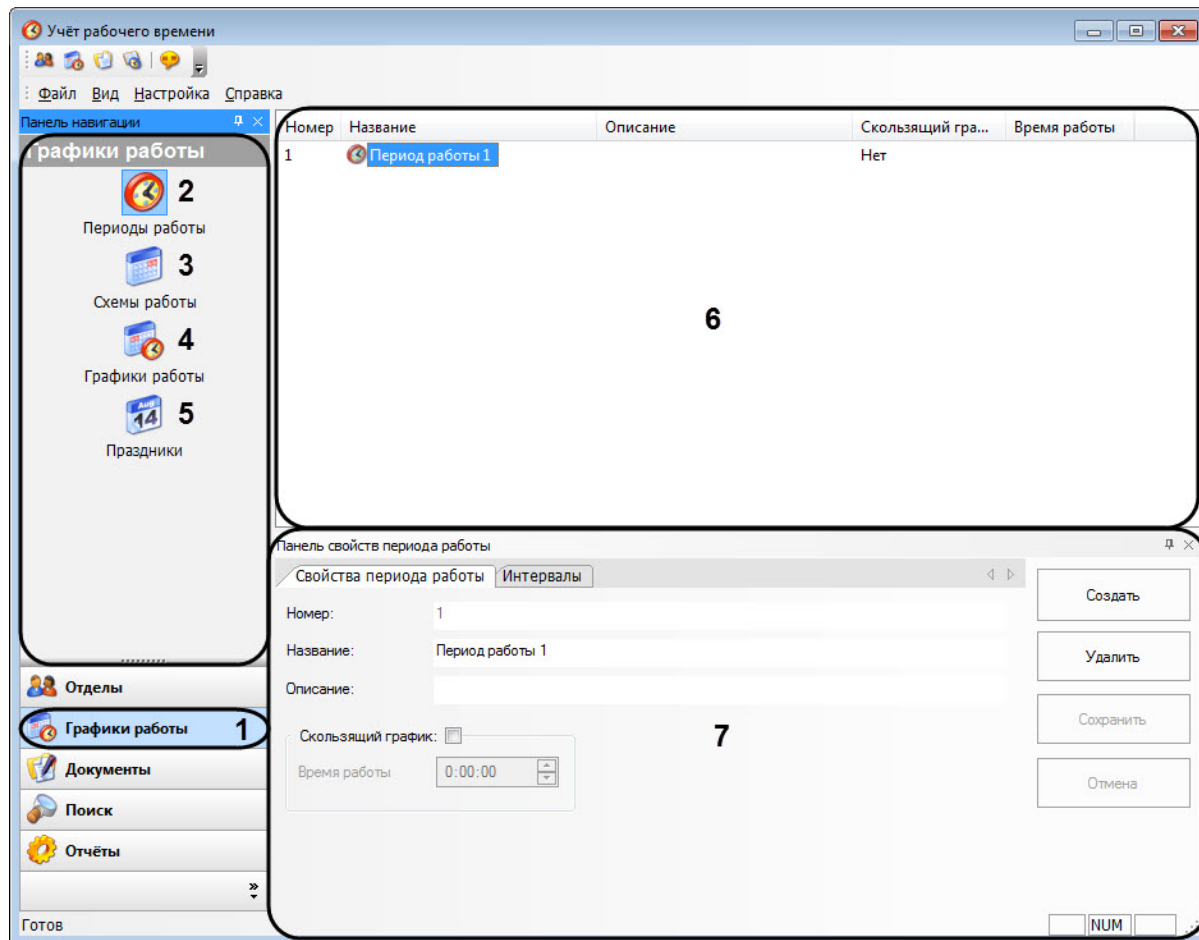 Учёт рабочего времени
Файл Вид Настройка Справка
Панель навигации
Графики работы
2
Периоды работы
3
Схемы работы
4
Графики работы
Aug
14 5
Праздники
Отделы
Графики работы 1
Документы
Поиск
Отчёты
Номер Название Описание Скользящий гра... Время работы
1 Период работы 1 Нет
6
Панель свойств периода работы
Свойства периода работы Интервалы
Номер: 1
Название: Период работы 1
Описание:
Скользящий график:
Время работы 0:00:00
7
Создать
Удалить
Сохранить
Отмена
Готов NUM